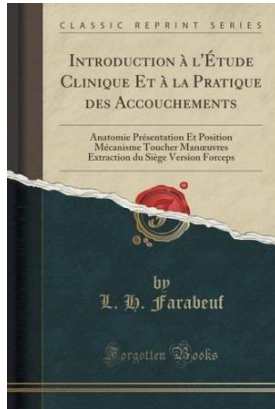 CLASSIC REPRINT SERIES
INTRODUCTION À L'ÉTUDE
CLINIQUE ET À LA PRATIQUE
DES ACCOUCHEMENTS
Anatomie Présentation Et Position
Mécanisme Toucher Manœuvres
Extraction du Siège Version Forceps
by
L. H. Farabeuf
Forgotten Books